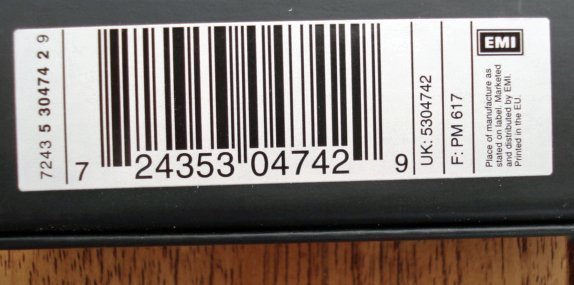 7243 5 30474 2 9
7 24353 04742 9
UK: 5304742
F: PM 617
EMI
Place of manufacture as
stated on label. Marketed
and distributed by EMI.
Printed in the EU.